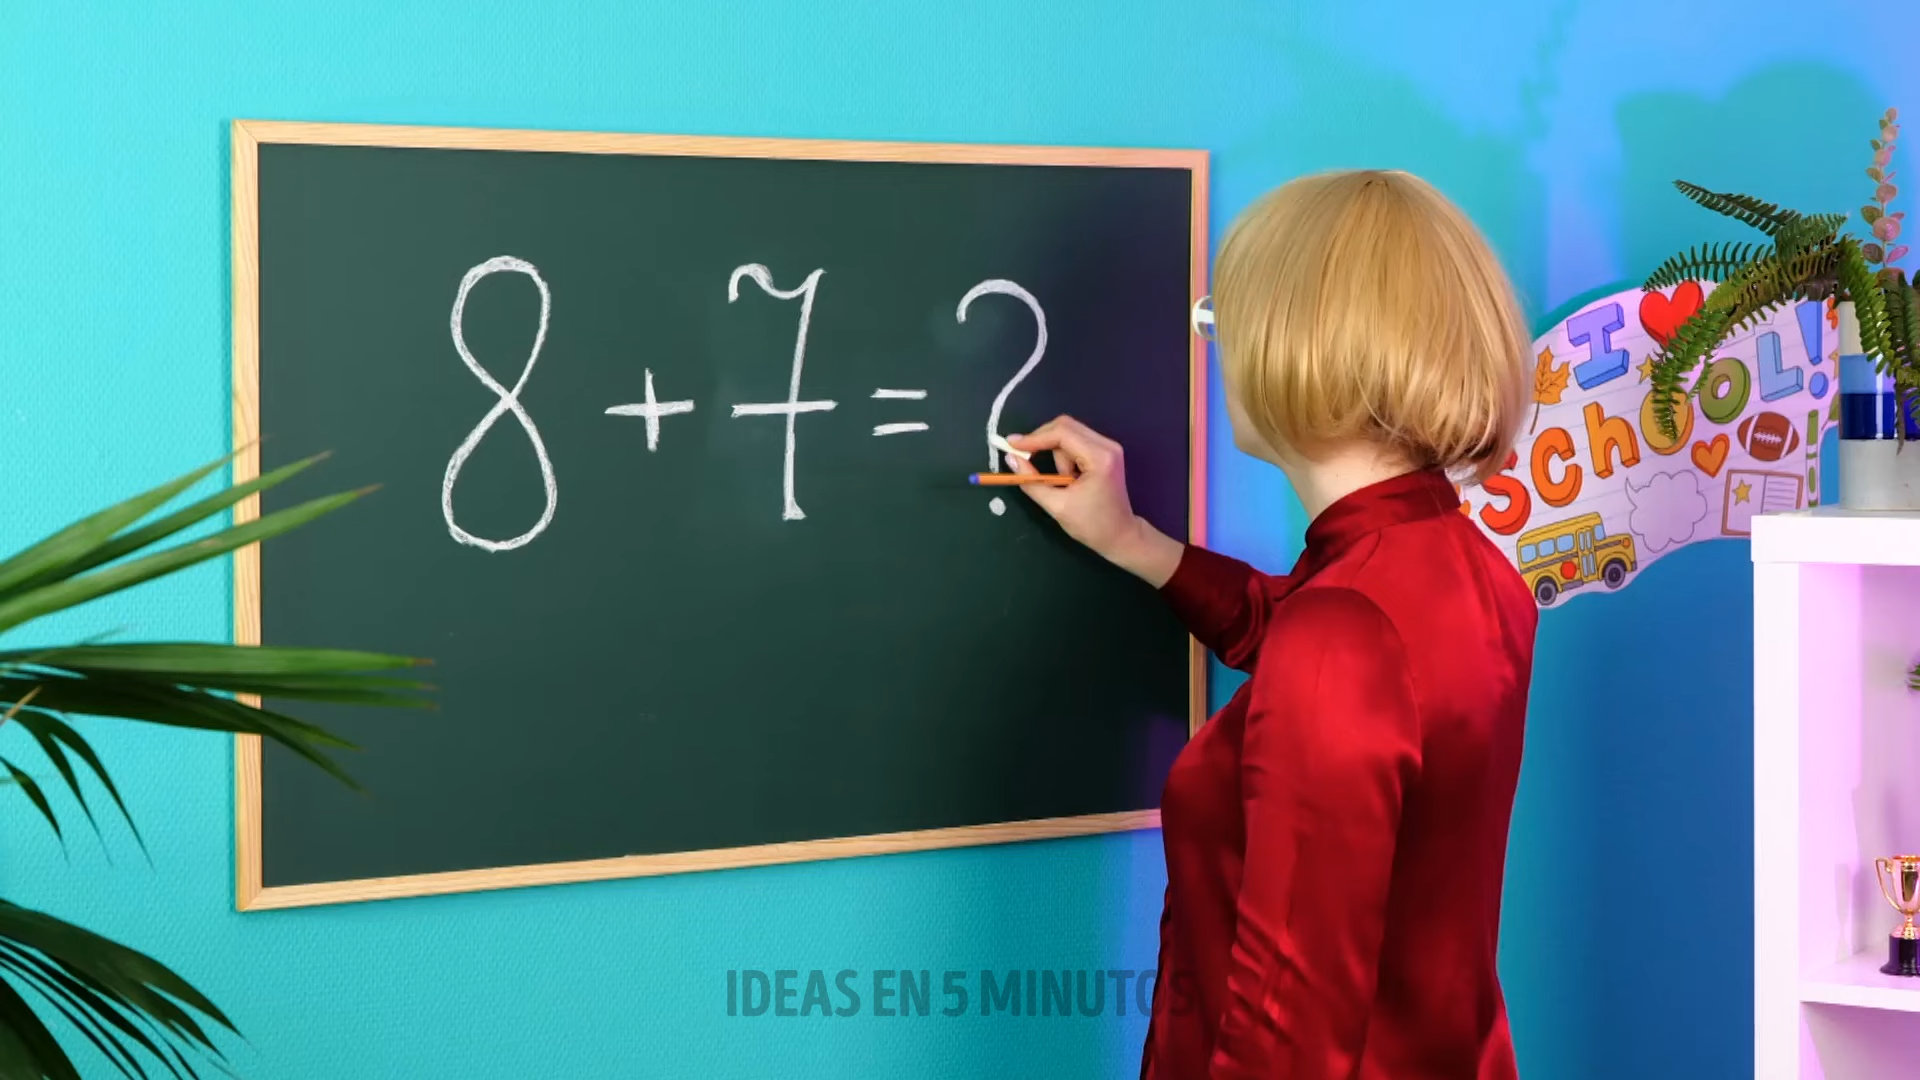 8 + 7 = ?
I ❤ School!
IDEAS EN 5 MINUTOS